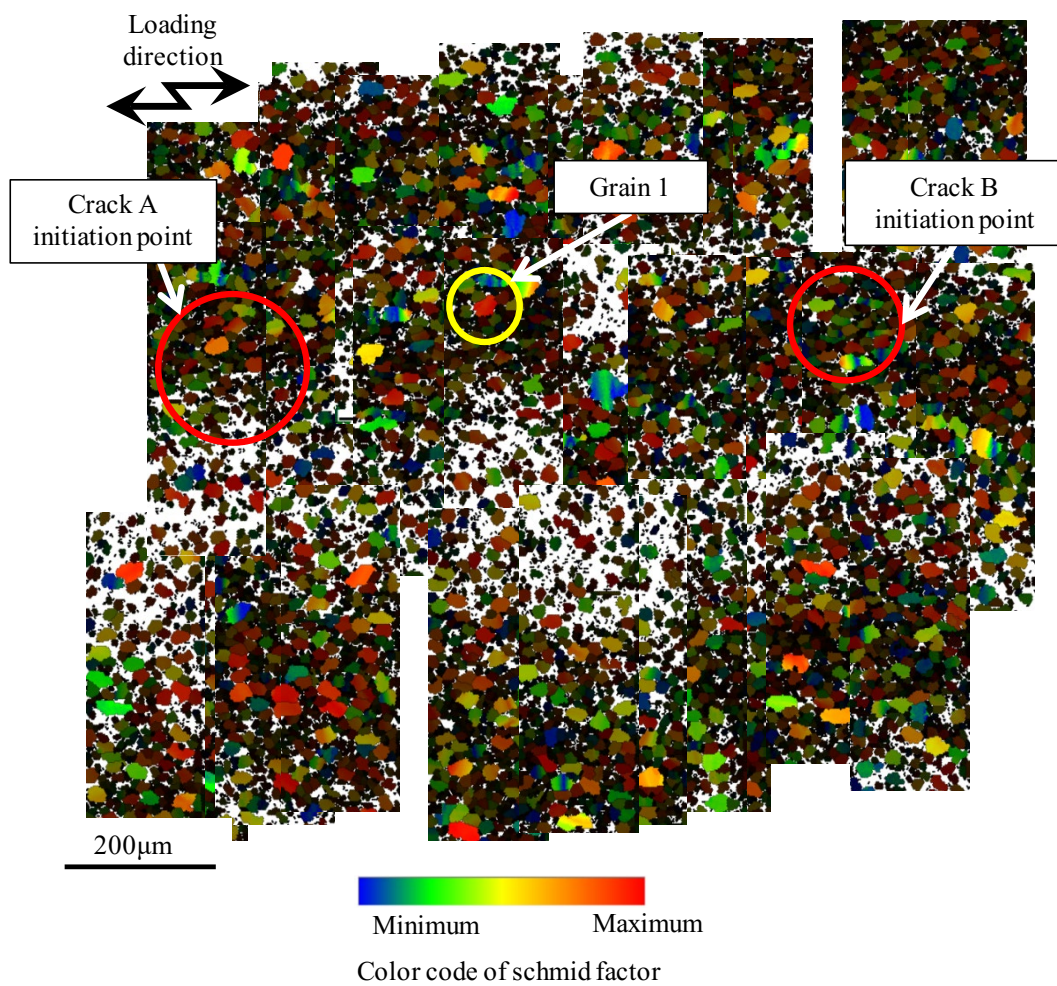 Loading
direction
Crack A
initiation point
Grain 1
Crack B
initiation point
200μm
Minimum
Maximum
Color code of schmid factor